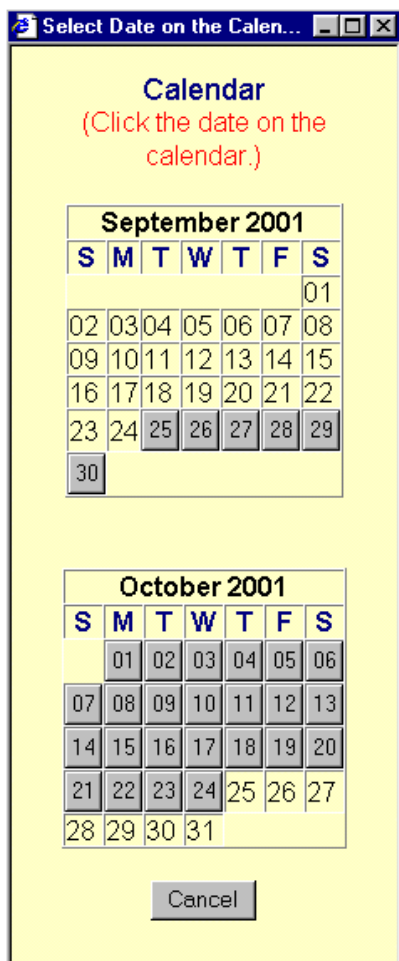 Select Date on the Calen...
Calendar
(Click the date on the
calendar.)
September 2001
S M T W T F S
01
02 03 04 05 06 07 08
09 10 11 12 13 14 15
16 17 18 19 20 21 22
23 24 25 26 27 28 29
30
October 2001
S M T W T F S
01 02 03 04 05 06
07 08 09 10 11 12 13
14 15 16 17 18 19 20
21 22 23 24 25 26 27
28 29 30 31
Cancel